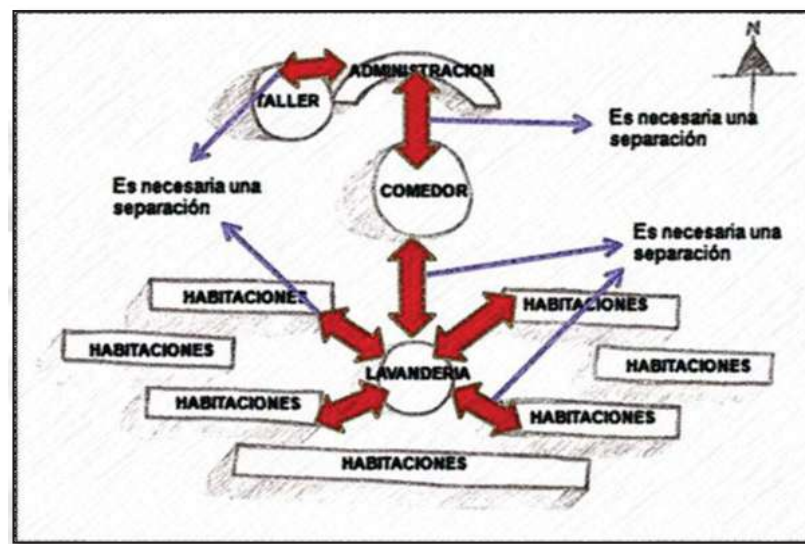 N
ADMINISTRACION
TALLER
Es necesaria una
separación
Es necesaria una
separación
COMEDOR
Es necesaria una
separación
HABITACIONES
HABITACIONES
HABITACIONES
HABITACIONES
LAVANDERIA
HABITACIONES
HABITACIONES
HABITACIONES